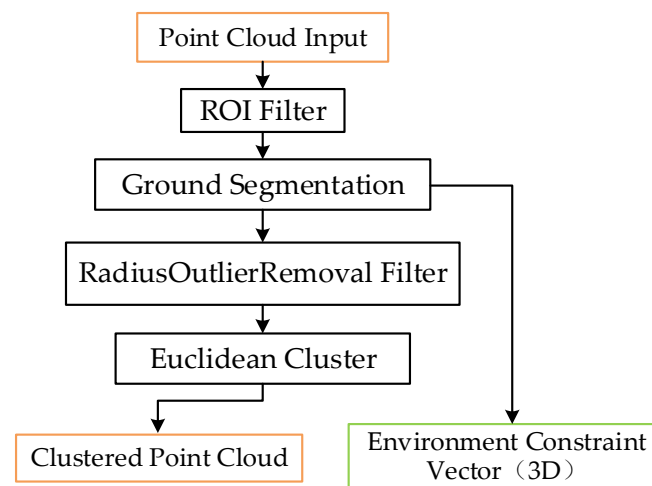 Point Cloud Input
ROI Filter
Ground Segmentation
RadiusOutlierRemoval Filter
Euclidean Cluster
Clustered Point Cloud
Environment Constraint
Vector（3D）